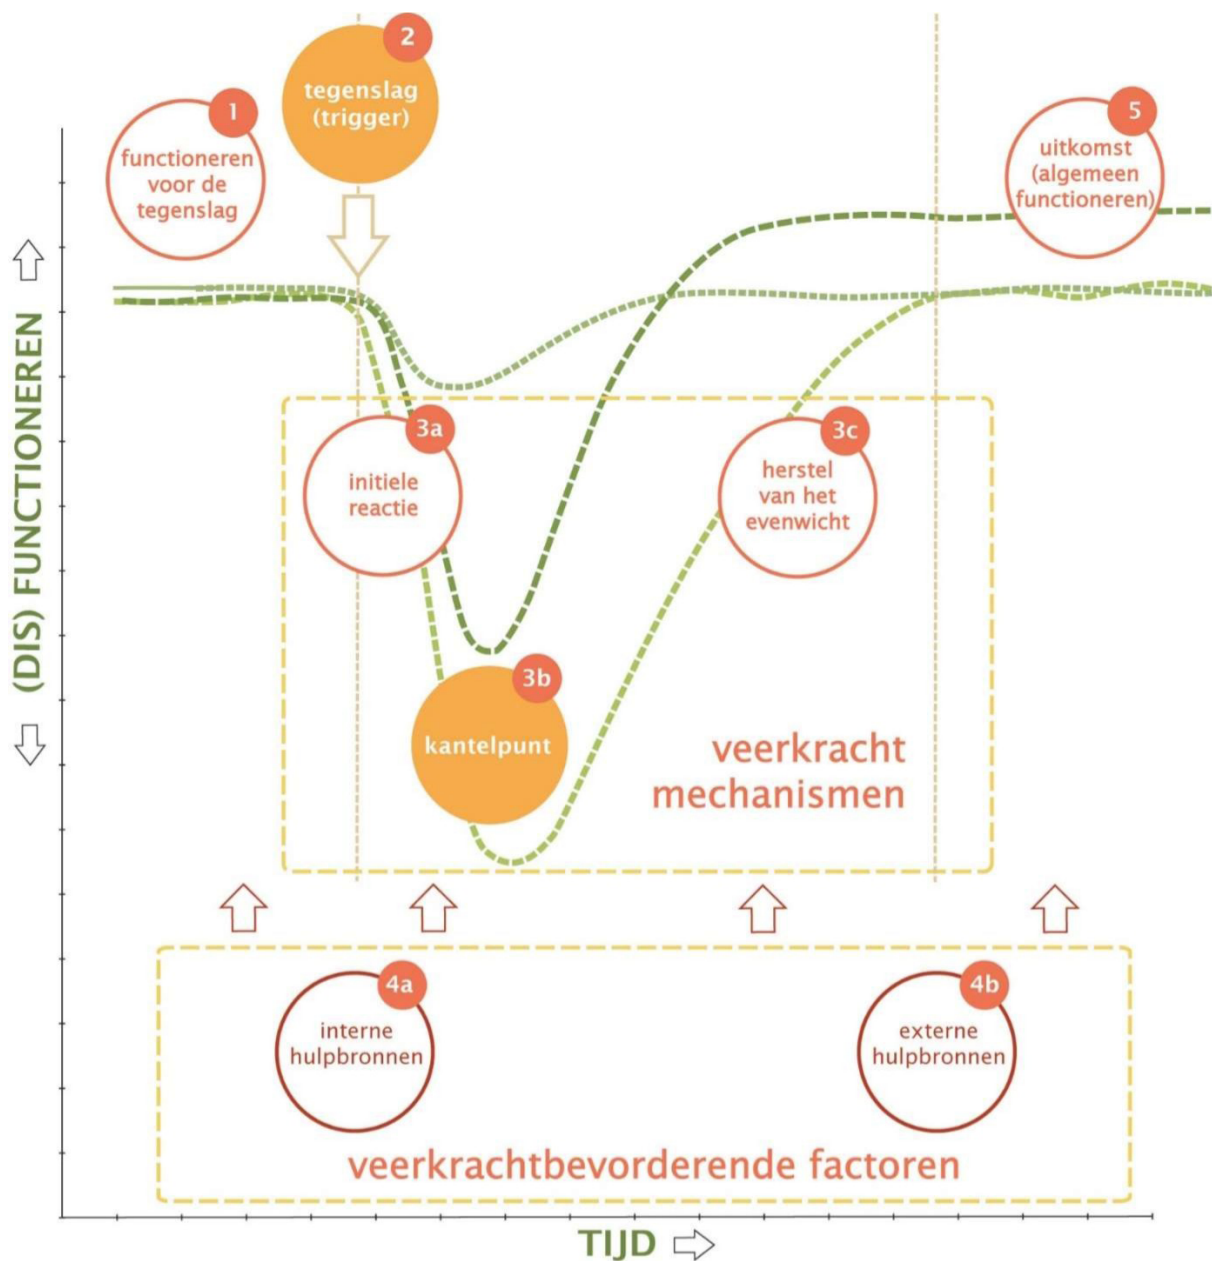 2
tegenslag
(trigger)
1
functioneren
voor de
tegenslag
5
uitkomst
(algemeen
functioneren)
(DIS) FUNCTIONEREN
3a
initiele
reactie
3c
herstel
van het
evenwicht
3b
kantelpunt
veerkracht
mechanismen
4a
interne
hulpbronnen
4b
externe
hulpbronnen
veerkrachtbevorderende factoren
TIJD